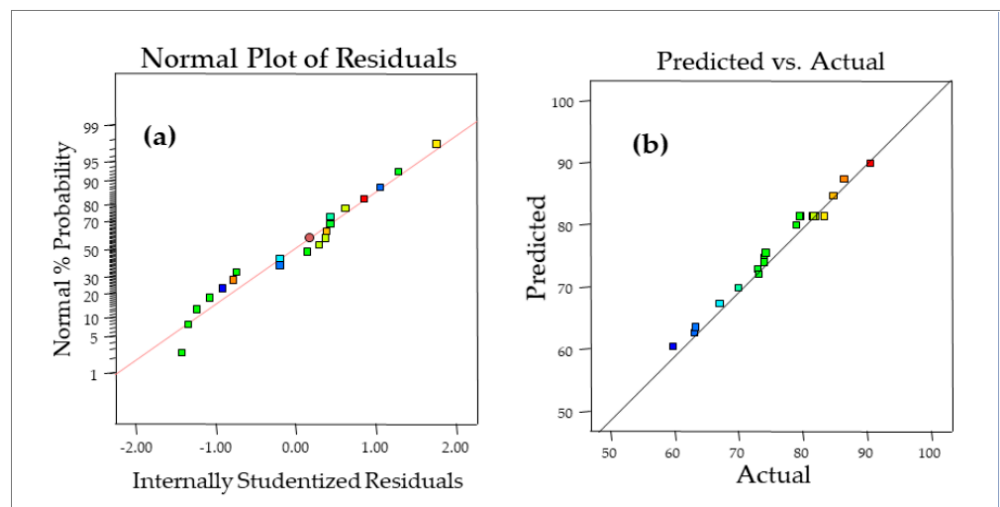 Normal Plot of Residuals
(a)
Normal % Probability
99
95
90
80
70
50
30
20
10
5
1
-2.00 -1.00 0.00 1.00 2.00
Internally Studentized Residuals
Predicted vs. Actual
(b)
Predicted
100
90
80
70
60
50
50 60 70 80 90 100
Actual